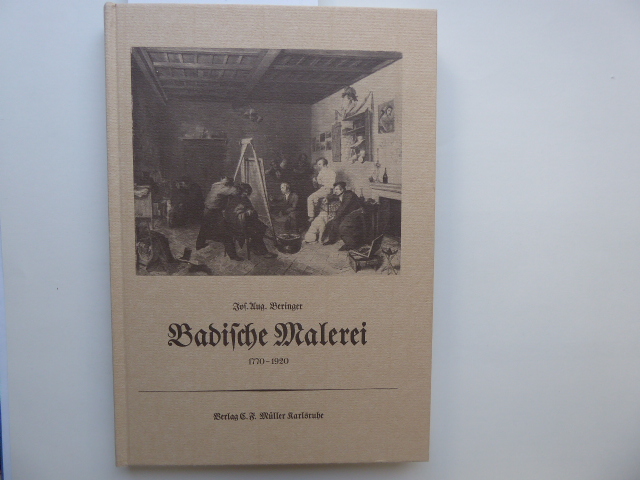 Jos. Aug. Beringer
Badische Malerei
1770–1920
Verlag C. F. Müller Karlsruhe